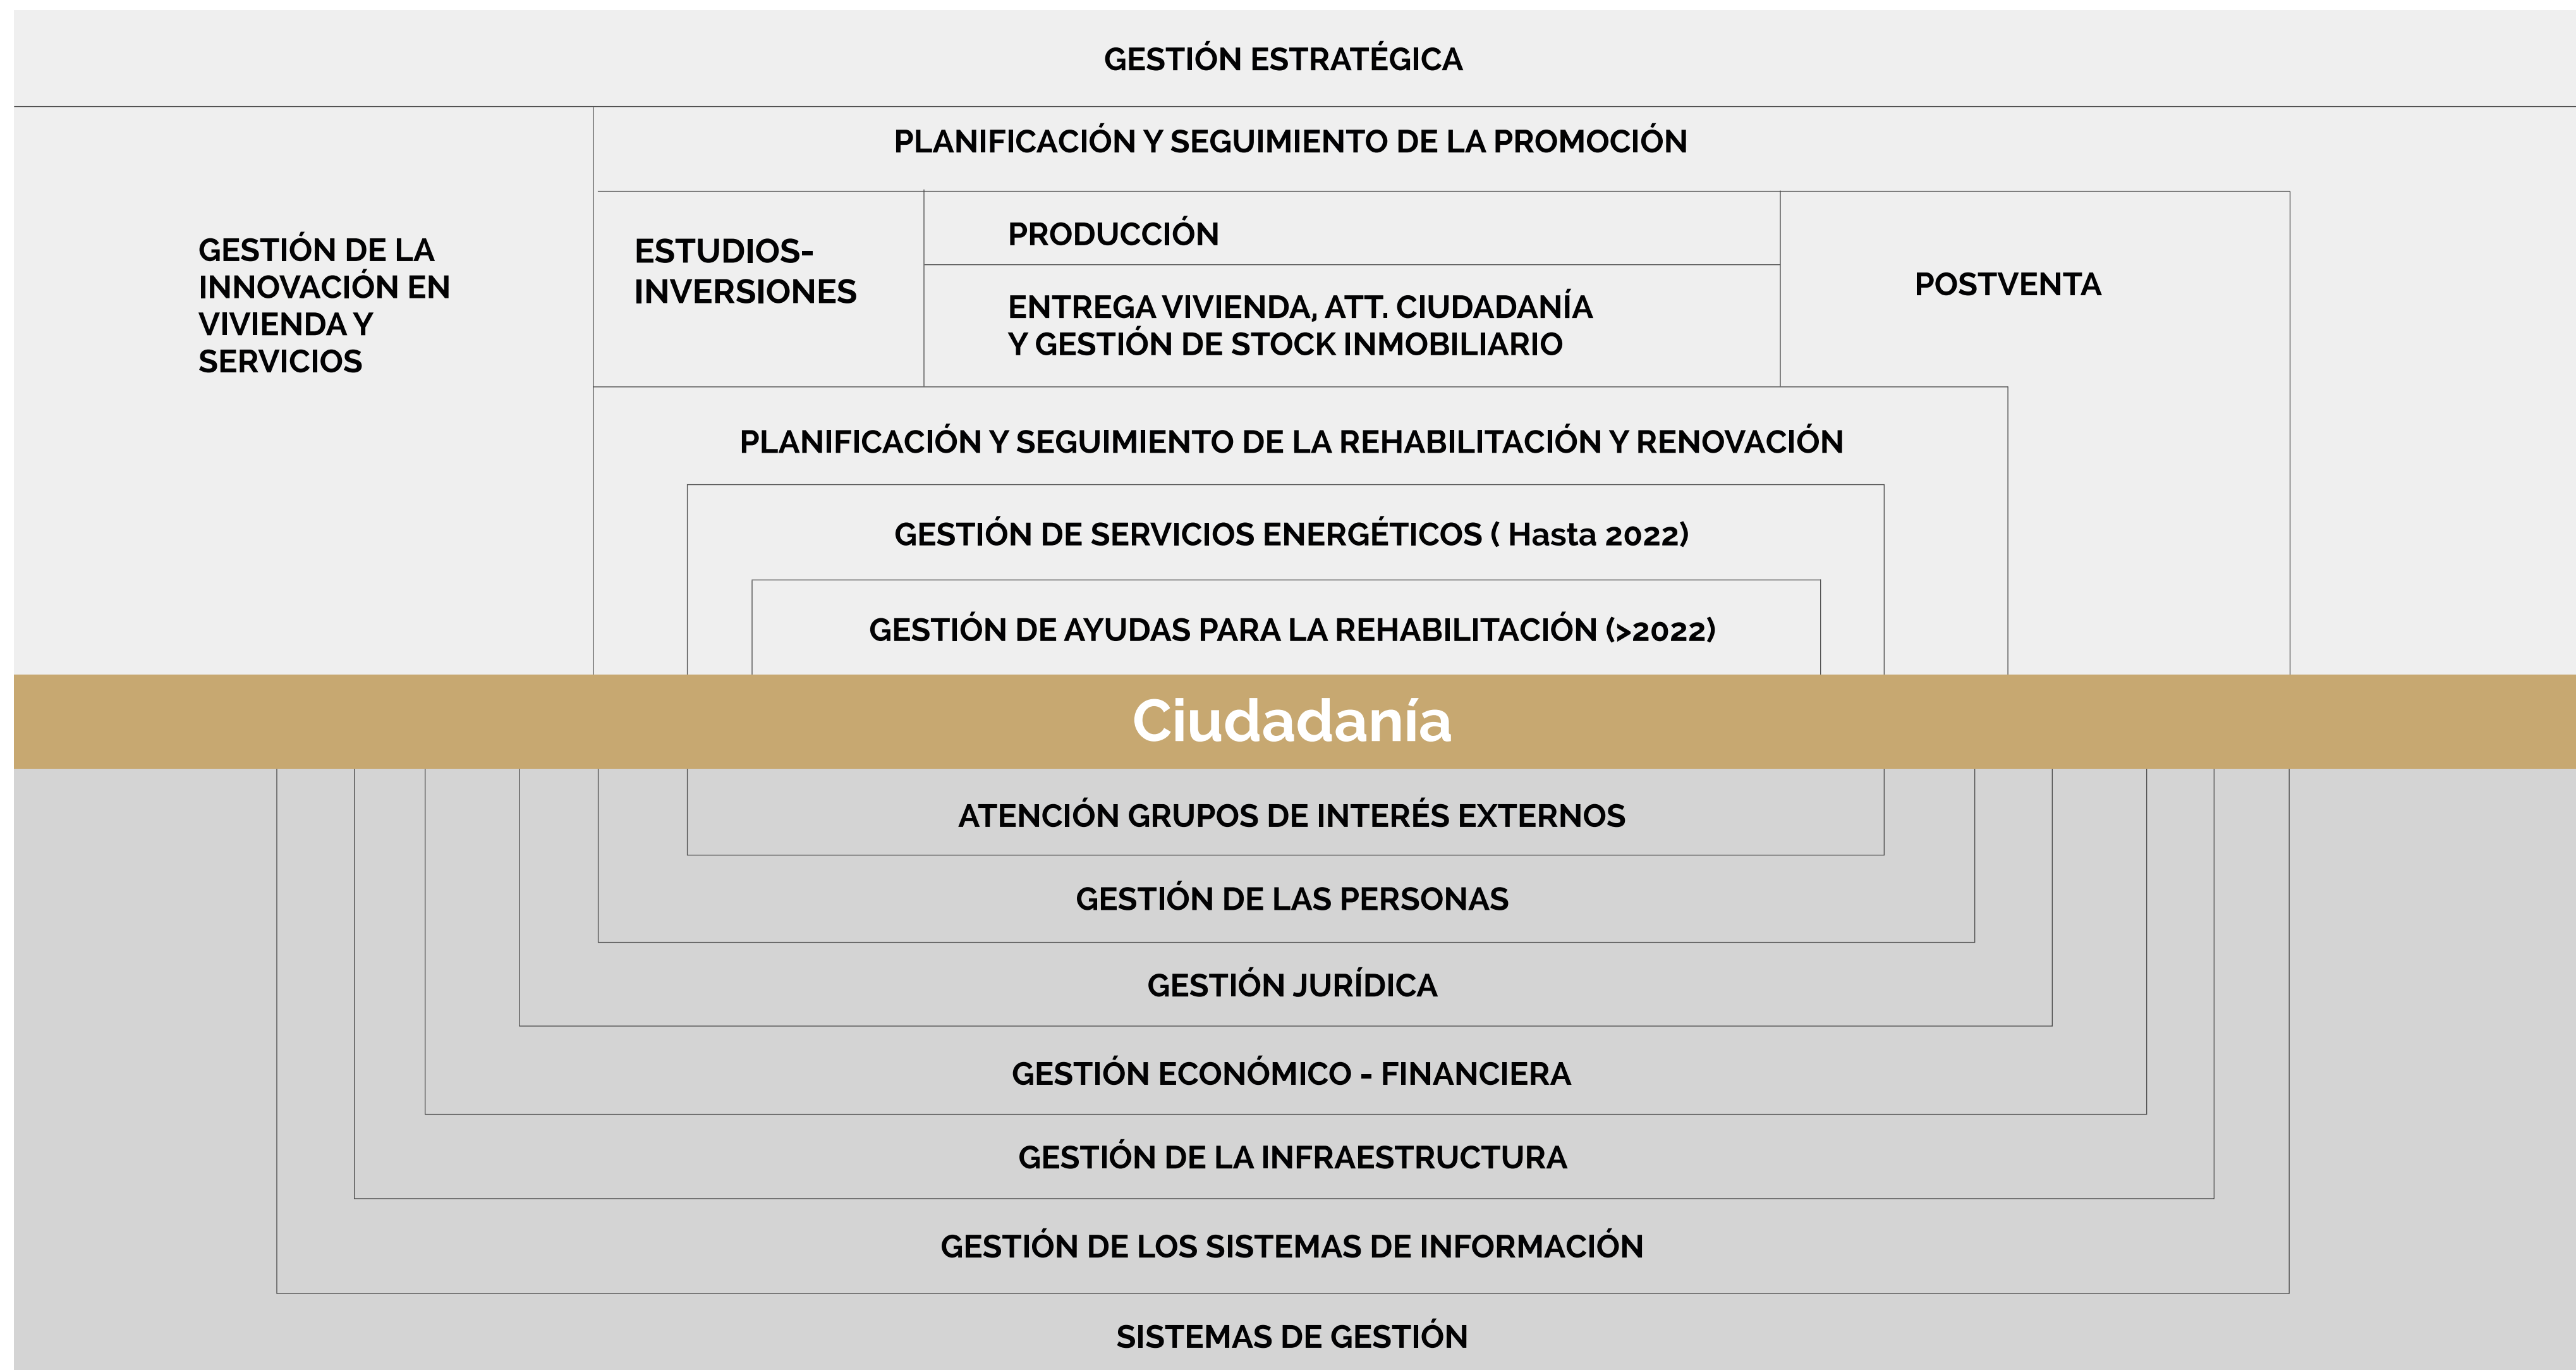 GESTIÓN ESTRATÉGICA
PLANIFICACIÓN Y SEGUIMIENTO DE LA PROMOCIÓN
GESTIÓN DE LA
INNOVACIÓN EN
VIVIENDA Y
SERVICIOS
ESTUDIOS-
INVERSIONES
PRODUCCIÓN
ENTREGA VIVIENDA, ATT. CIUDADANÍA
Y GESTIÓN DE STOCK INMOBILIARIO
POSTVENTA
PLANIFICACIÓN Y SEGUIMIENTO DE LA REHABILITACIÓN Y RENOVACIÓN
GESTIÓN DE SERVICIOS ENERGÉTICOS ( Hasta 2022)
GESTIÓN DE AYUDAS PARA LA REHABILITACIÓN (>2022)
Ciudadanía
ATENCIÓN GRUPOS DE INTERÉS EXTERNOS
GESTIÓN DE LAS PERSONAS
GESTIÓN JURÍDICA
GESTIÓN ECONÓMICO - FINANCIERA
GESTIÓN DE LA INFRAESTRUCTURA
GESTIÓN DE LOS SISTEMAS DE INFORMACIÓN
SISTEMAS DE GESTIÓN